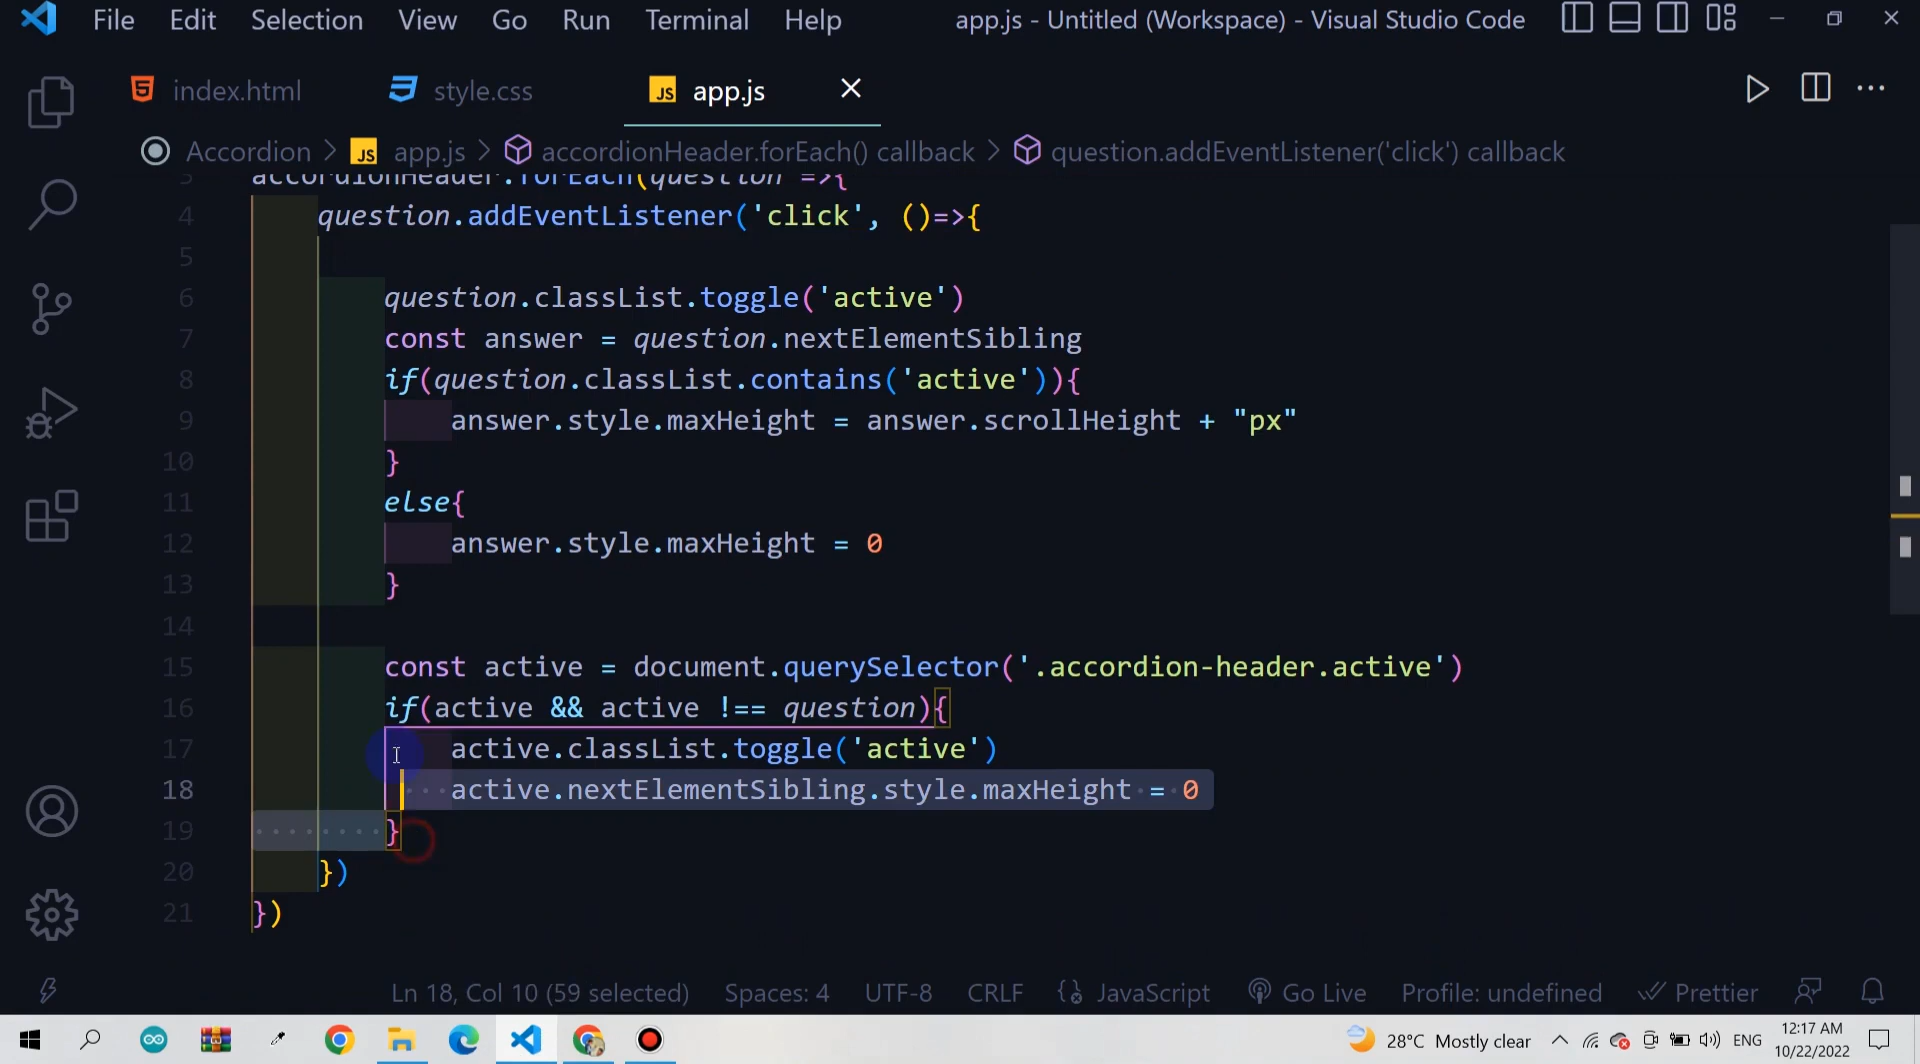 File Edit Selection View Go Run Terminal Help app.js - Untitled (Workspace) - Visual Studio Code
index.html style.css JS app.js
Accordion > JS app.js > accordionHeader.forEach() callback > question.addEventListener('click') callback
3 accordionHeader.forEach(question =>{
4 question.addEventListener('click', ()=>{
5
6 question.classList.toggle('active')
7 const answer = question.nextElementSibling
8 if(question.classList.contains('active')){
9 answer.style.maxHeight = answer.scrollHeight + "px"
10 }
11 else{
12 answer.style.maxHeight = 0
13 }
14
15 const active = document.querySelector('.accordion-header.active')
16 if(active && active !== question){
17 active.classList.toggle('active')
18 active.nextElementSibling.style.maxHeight = 0
19 }
20 })
21 })
Ln 18, Col 10 (59 selected) Spaces: 4 UTF-8 CRLF JavaScript Go Live Profile: undefined Prettier
28°C Mostly clear ENG 12:17 AM
10/22/2022